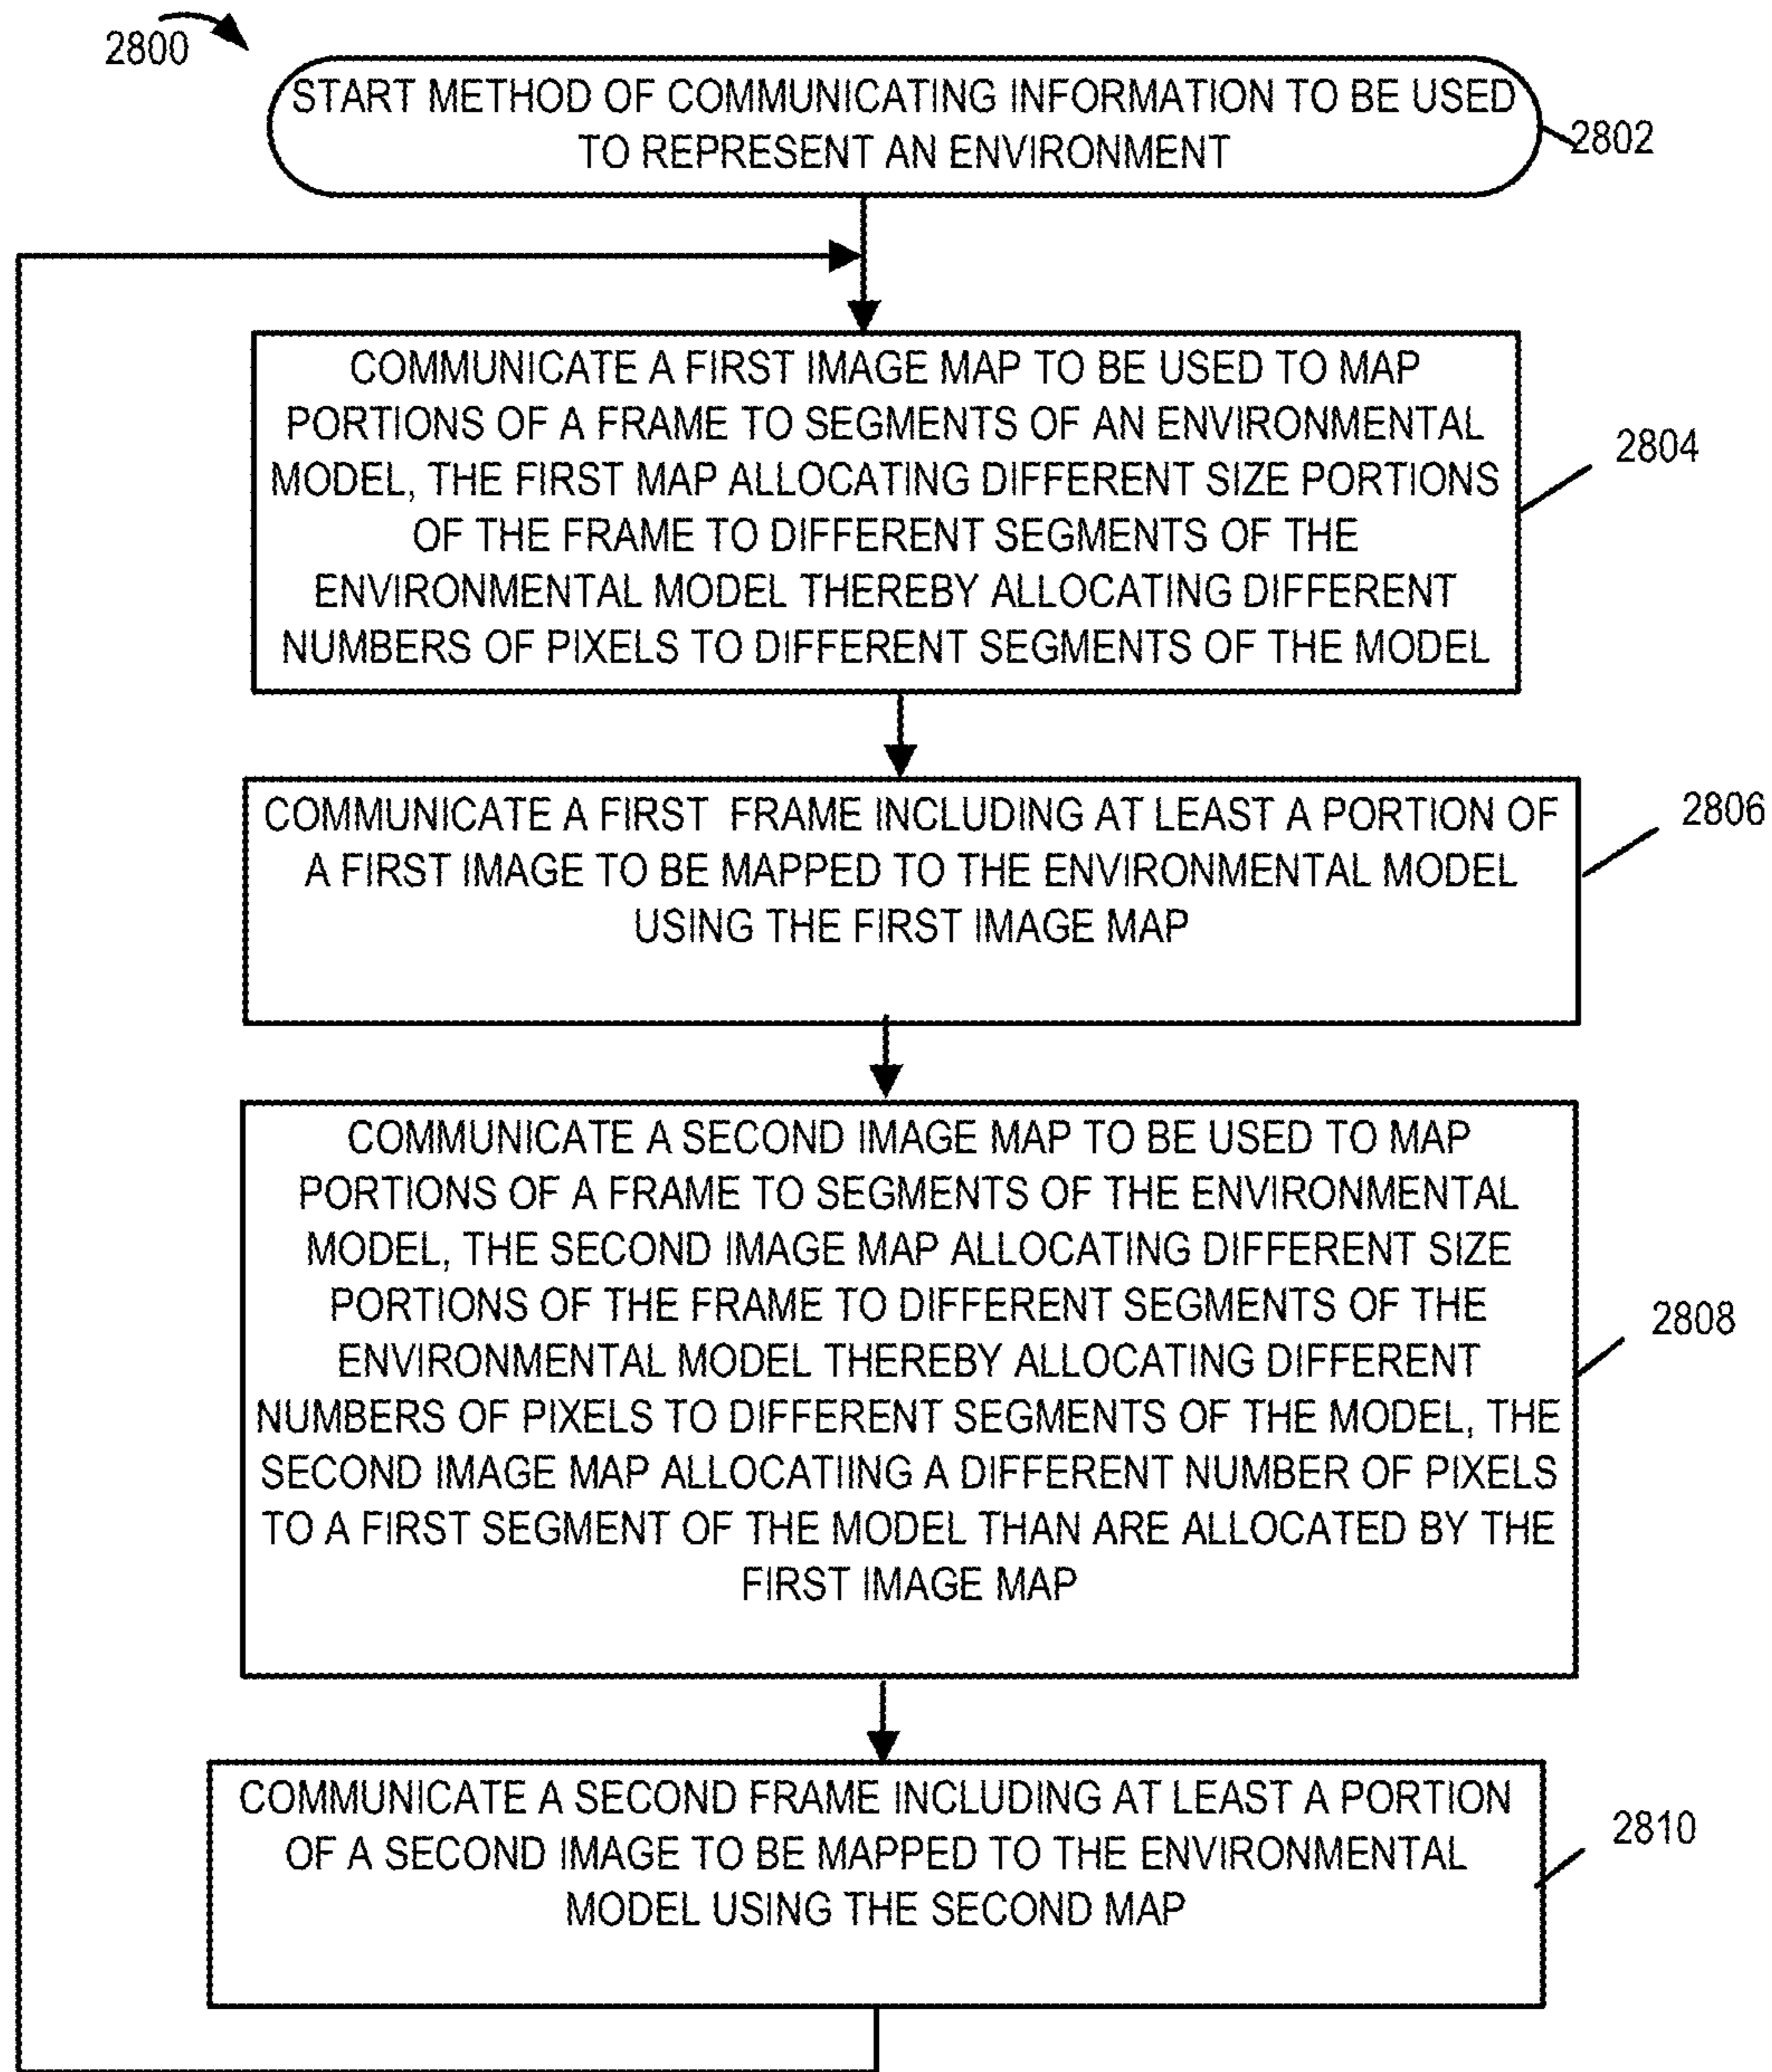 2800
START METHOD OF COMMUNICATING INFORMATION TO BE USED
TO REPRESENT AN ENVIRONMENT
2802
COMMUNICATE A FIRST IMAGE MAP TO BE USED TO MAP
PORTIONS OF A FRAME TO SEGMENTS OF AN ENVIRONMENTAL
MODEL, THE FIRST MAP ALLOCATING DIFFERENT SIZE PORTIONS
OF THE FRAME TO DIFFERENT SEGMENTS OF THE
ENVIRONMENTAL MODEL THEREBY ALLOCATING DIFFERENT
NUMBERS OF PIXELS TO DIFFERENT SEGMENTS OF THE MODEL
2804
COMMUNICATE A FIRST FRAME INCLUDING AT LEAST A PORTION OF
A FIRST IMAGE TO BE MAPPED TO THE ENVIRONMENTAL MODEL
USING THE FIRST IMAGE MAP
2806
COMMUNICATE A SECOND IMAGE MAP TO BE USED TO MAP
PORTIONS OF A FRAME TO SEGMENTS OF THE ENVIRONMENTAL
MODEL, THE SECOND IMAGE MAP ALLOCATING DIFFERENT SIZE
PORTIONS OF THE FRAME TO DIFFERENT SEGMENTS OF THE
ENVIRONMENTAL MODEL THEREBY ALLOCATING DIFFERENT
NUMBERS OF PIXELS TO DIFFERENT SEGMENTS OF THE MODEL, THE
SECOND IMAGE MAP ALLOCATIING A DIFFERENT NUMBER OF PIXELS
TO A FIRST SEGMENT OF THE MODEL THAN ARE ALLOCATED BY THE
FIRST IMAGE MAP
2808
COMMUNICATE A SECOND FRAME INCLUDING AT LEAST A PORTION
OF A SECOND IMAGE TO BE MAPPED TO THE ENVIRONMENTAL
MODEL USING THE SECOND MAP
2810